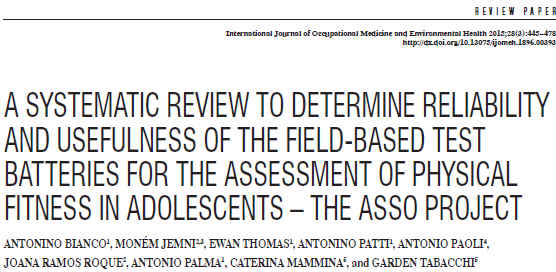 REVIEW PAPER
International Journal of Occupational Medicine and Environmental Health 2015;28(3):445–478
http://dx.doi.org/10.13075/ijomeh.1896.00393
A SYSTEMATIC REVIEW TO DETERMINE RELIABILITY
AND USEFULNESS OF THE FIELD-BASED TEST
BATTERIES FOR THE ASSESSMENT OF PHYSICAL
FITNESS IN ADOLESCENTS – THE ASSO PROJECT
ANTONINO BIANCO¹, MONÉM JEMNI²,³, EWAN THOMAS¹, ANTONINO PATTI¹, ANTONIO PAOLI⁴,
JOANA RAMOS ROQUE⁵, ANTONIO PALMA¹, CATERINA MAMMINA⁶, and GARDEN TABACCHI⁶